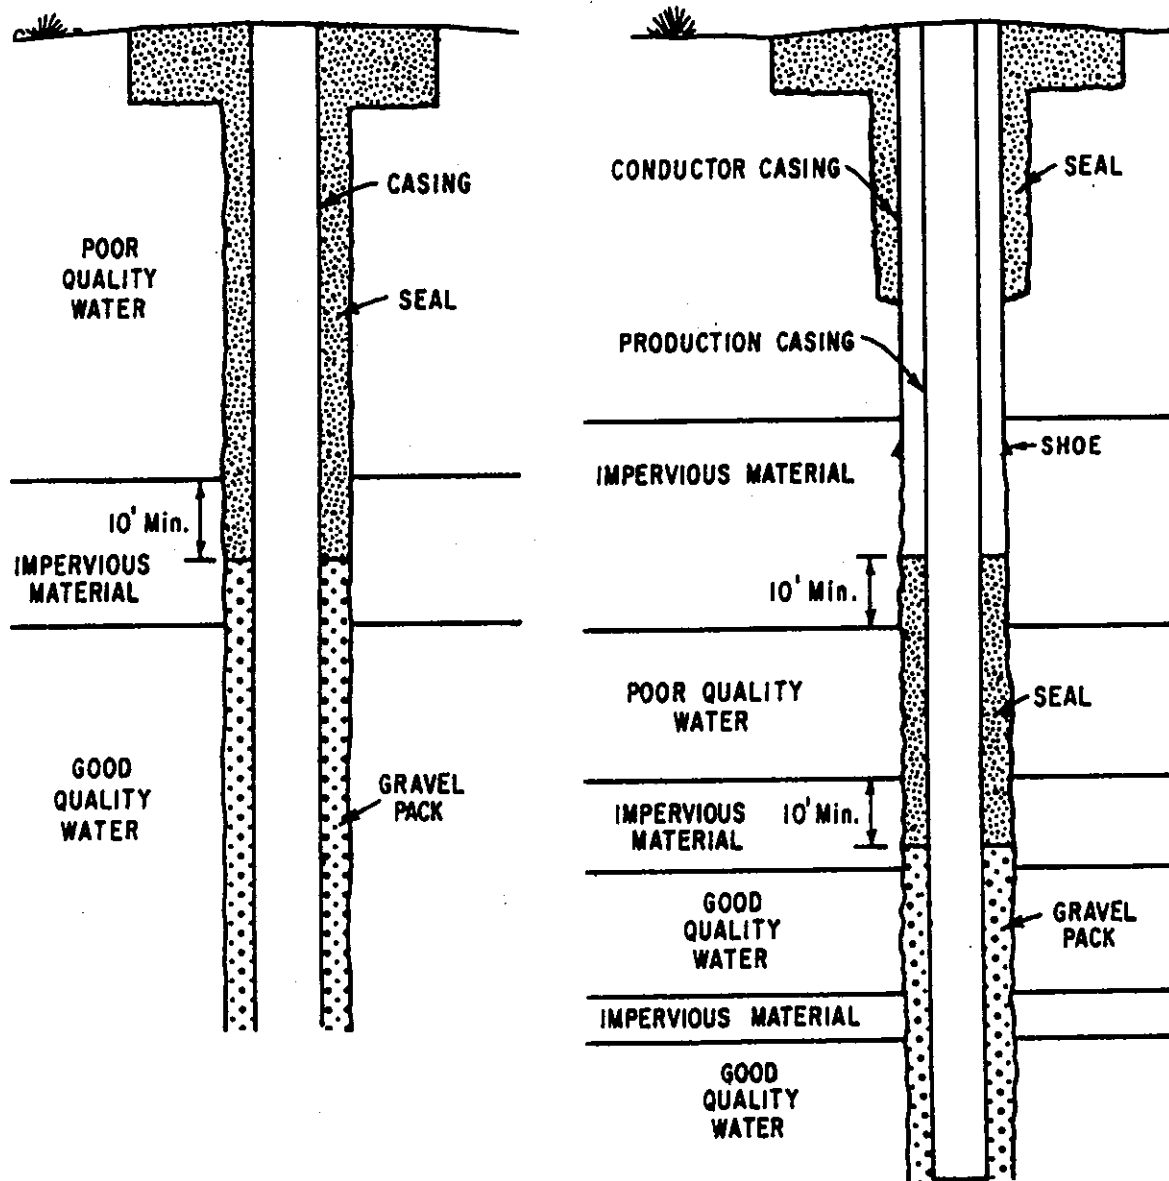 CASING
POOR
QUALITY
WATER
SEAL
10' Min.
IMPERVIOUS
MATERIAL
GOOD
QUALITY
WATER
GRAVEL
PACK
CONDUCTOR CASING
SEAL
PRODUCTION CASING
SHOE
IMPERVIOUS MATERIAL
10' Min.
POOR QUALITY
WATER
SEAL
IMPERVIOUS
MATERIAL
10' Min.
GOOD
QUALITY
WATER
GRAVEL
PACK
IMPERVIOUS MATERIAL
GOOD
QUALITY
WATER